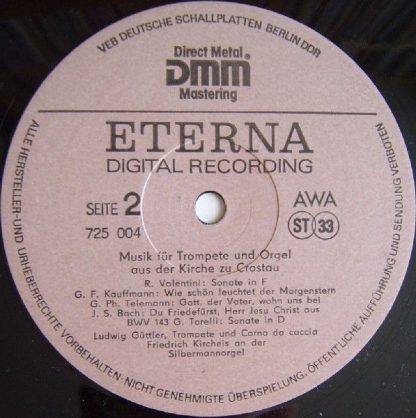 VEB DEUTSCHE SCHALLPLATTEN BERLIN DDR
Direct Metal
DMM®
Mastering
ETERNA
DIGITAL RECORDING
SEITE 2
725 004
AWA
ST 33
Musik für Trompete und Orgel
aus der Kirche zu Crostau
R. Valentini: Sonate in F
G. F. Kauffmann: Wie schön leuchtet der Morgenstern
G. Ph. Telemann: Gott, der Vater, wohn uns bei
J. S. Bach: Du Friedefürst, Herr Jesu Christ aus
BWV 143 G. Torelli: Sonate in D
Ludwig Güttler, Trompete und Corno da caccia
Friedrich Kircheis an der
Silbermannorgel
ALLE HERSTELLER- UND URHEBERRECHTE VORBEHALTEN · NICHT GENEHMIGTE ÜBERSPIELUNG, ÖFFENTLICHE AUFFÜHRUNG UND SENDUNG VERBOTEN